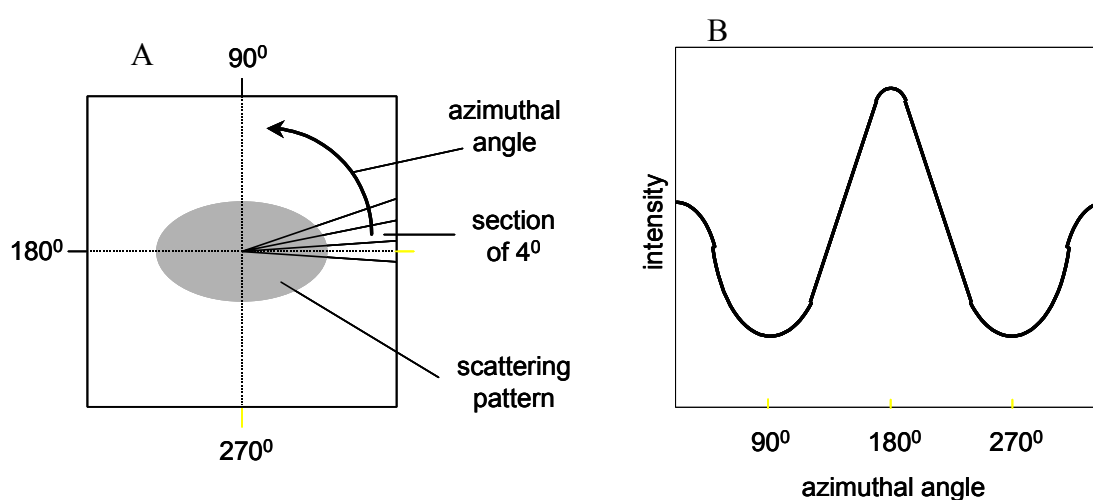 A
90⁰
azimuthal
angle
section
of 4⁰
180⁰
scattering
pattern
270⁰
B
intensity
90⁰
180⁰
270⁰
azimuthal angle